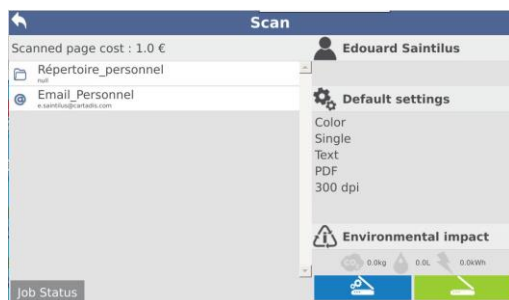 Scan
Scanned page cost : 1.0 €
Répertoire_personnel
null
Email_Personnel
e.saintilus@cartadis.com
Job Status
Edouard Saintilus
Default settings
Color
Single
Text
PDF
300 dpi
Environmental impact
CO₂ 0.0kg 0.0L 0.0kWh